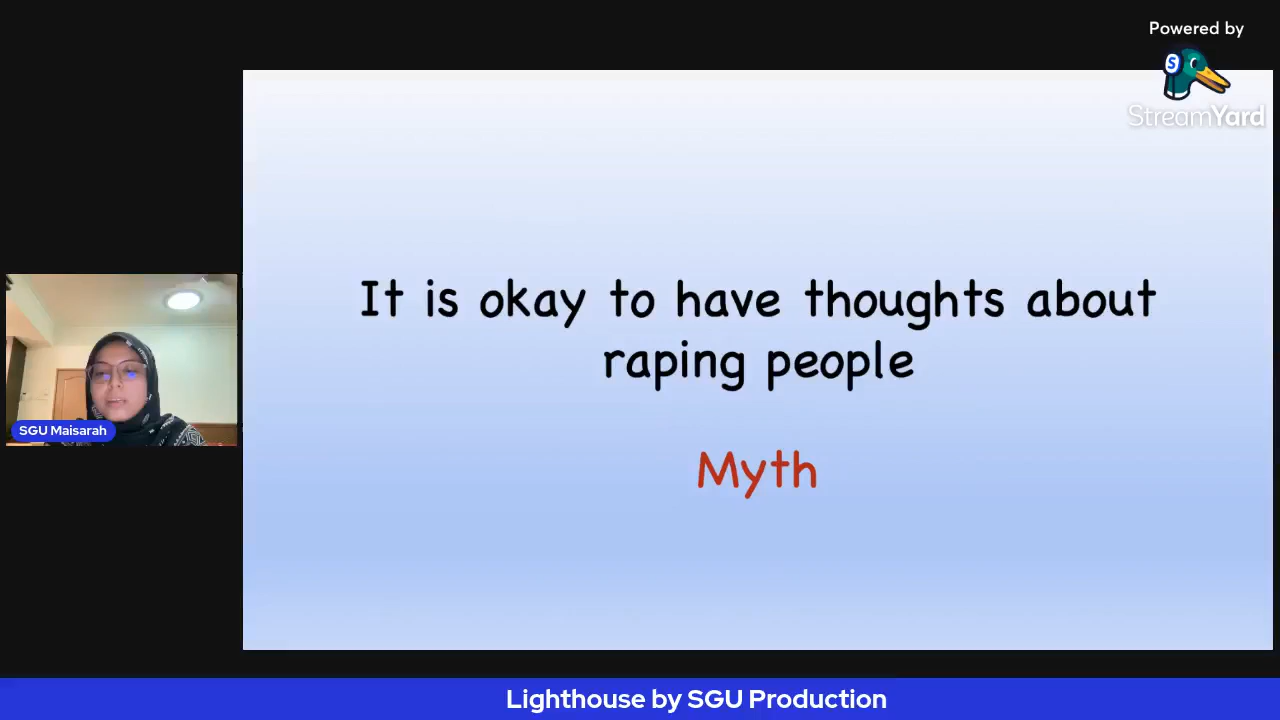 Powered by
S
StreamYard
It is okay to have thoughts about
raping people
Myth
SGU Maisarah
Lighthouse by SGU Production